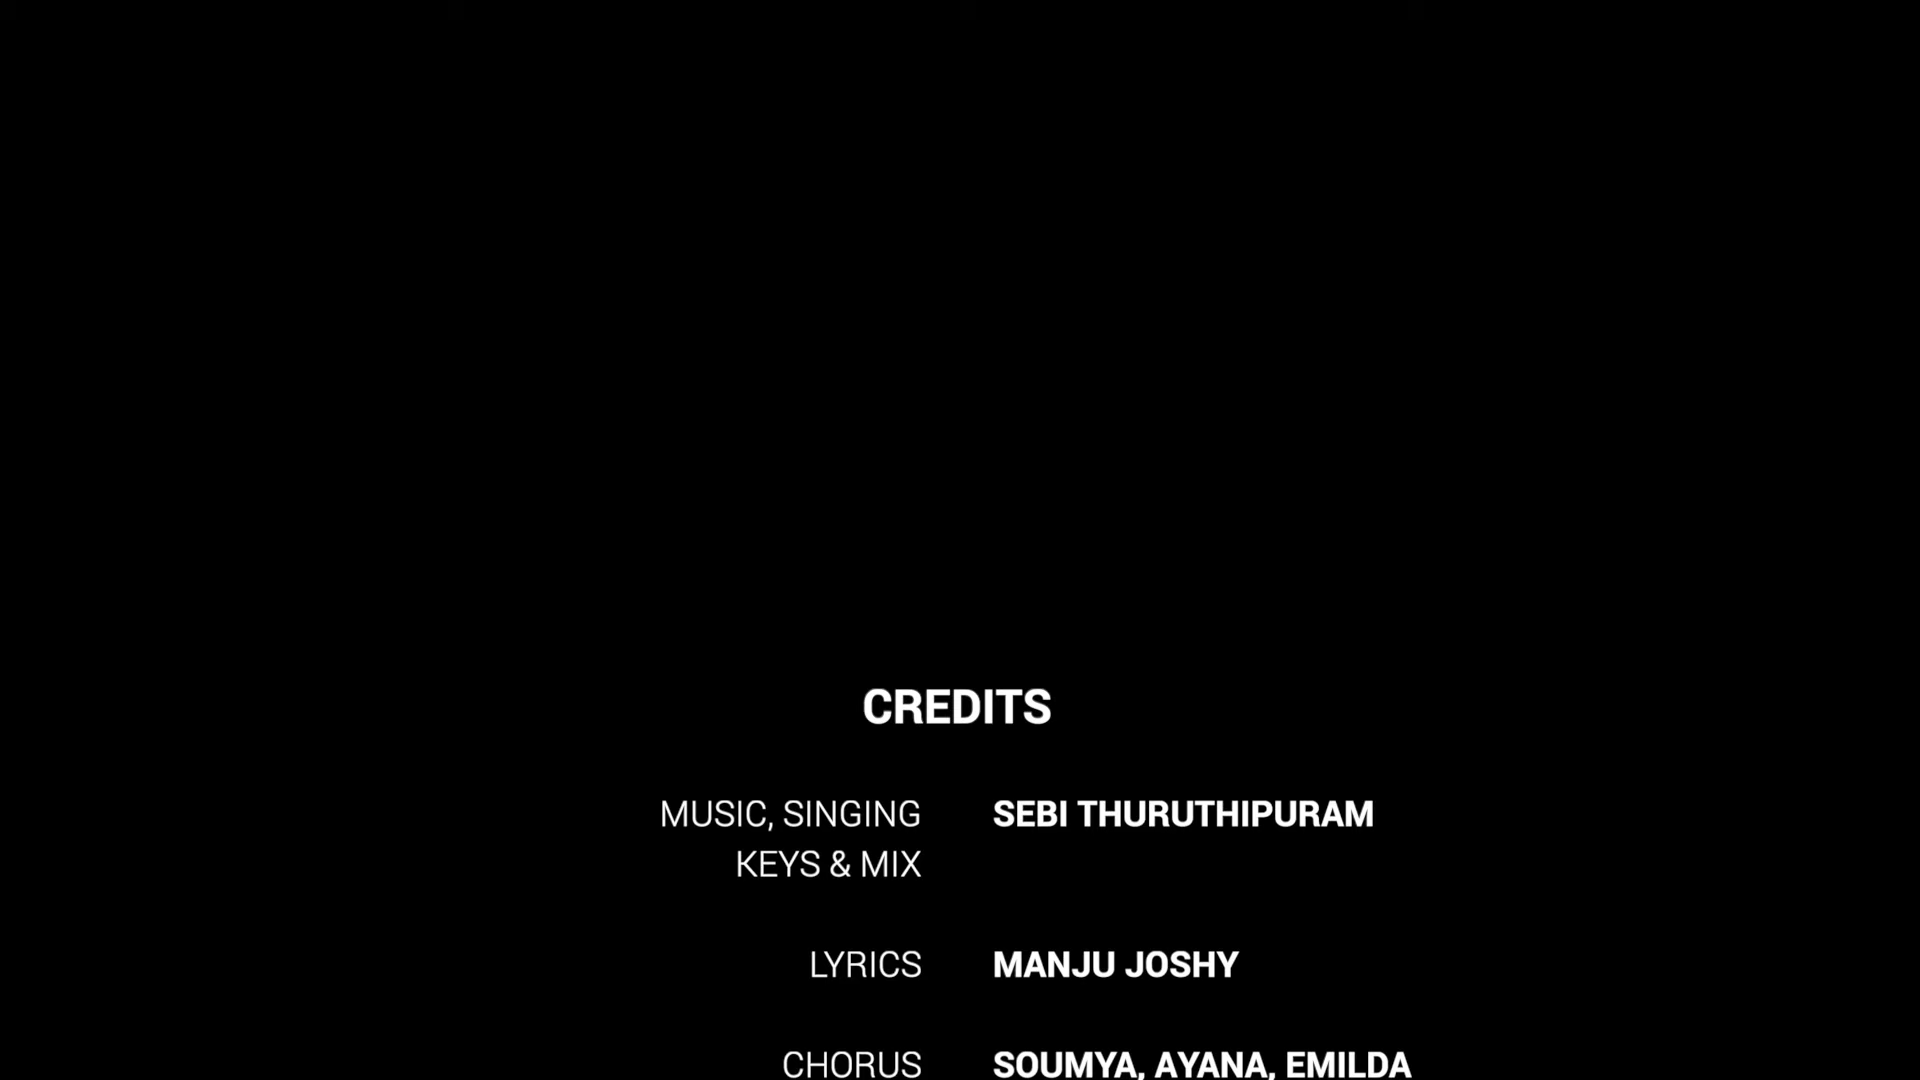 CREDITS
MUSIC, SINGING SEBI THURUTHIPURAM
KEYS & MIX
LYRICS MANJU JOSHY
CHORUS SOUMYA, AYANA, EMILDA